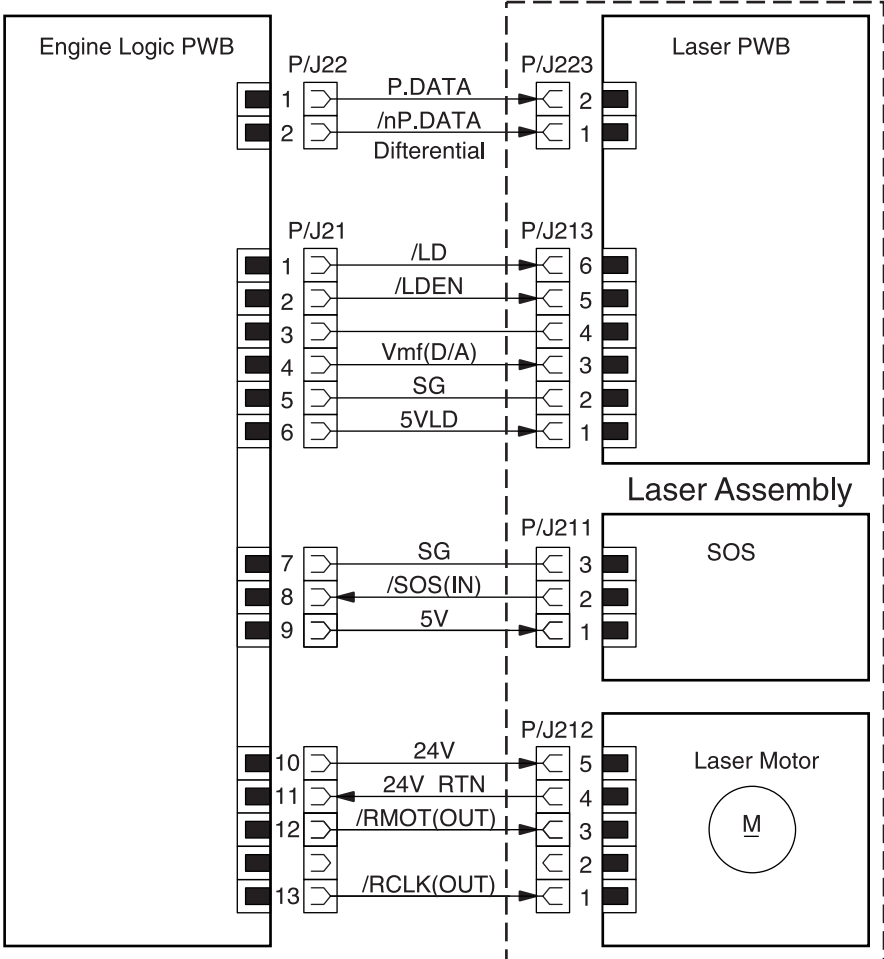 Engine Logic PWB
Laser PWB
P/J22
P/J223
1 P.DATA 2
2 /nP.DATA 1
Difterential
P/J21
P/J213
1 /LD 6
2 /LDEN 5
3 4
4 Vmf(D/A) 3
5 SG 2
6 5VLD 1
Laser Assembly
P/J211
SOS
7 SG 3
8 /SOS(IN) 2
9 5V 1
P/J212
Laser Motor
10 24V 5
11 24V RTN 4
12 /RMOT(OUT) 3
2
13 /RCLK(OUT) 1
M